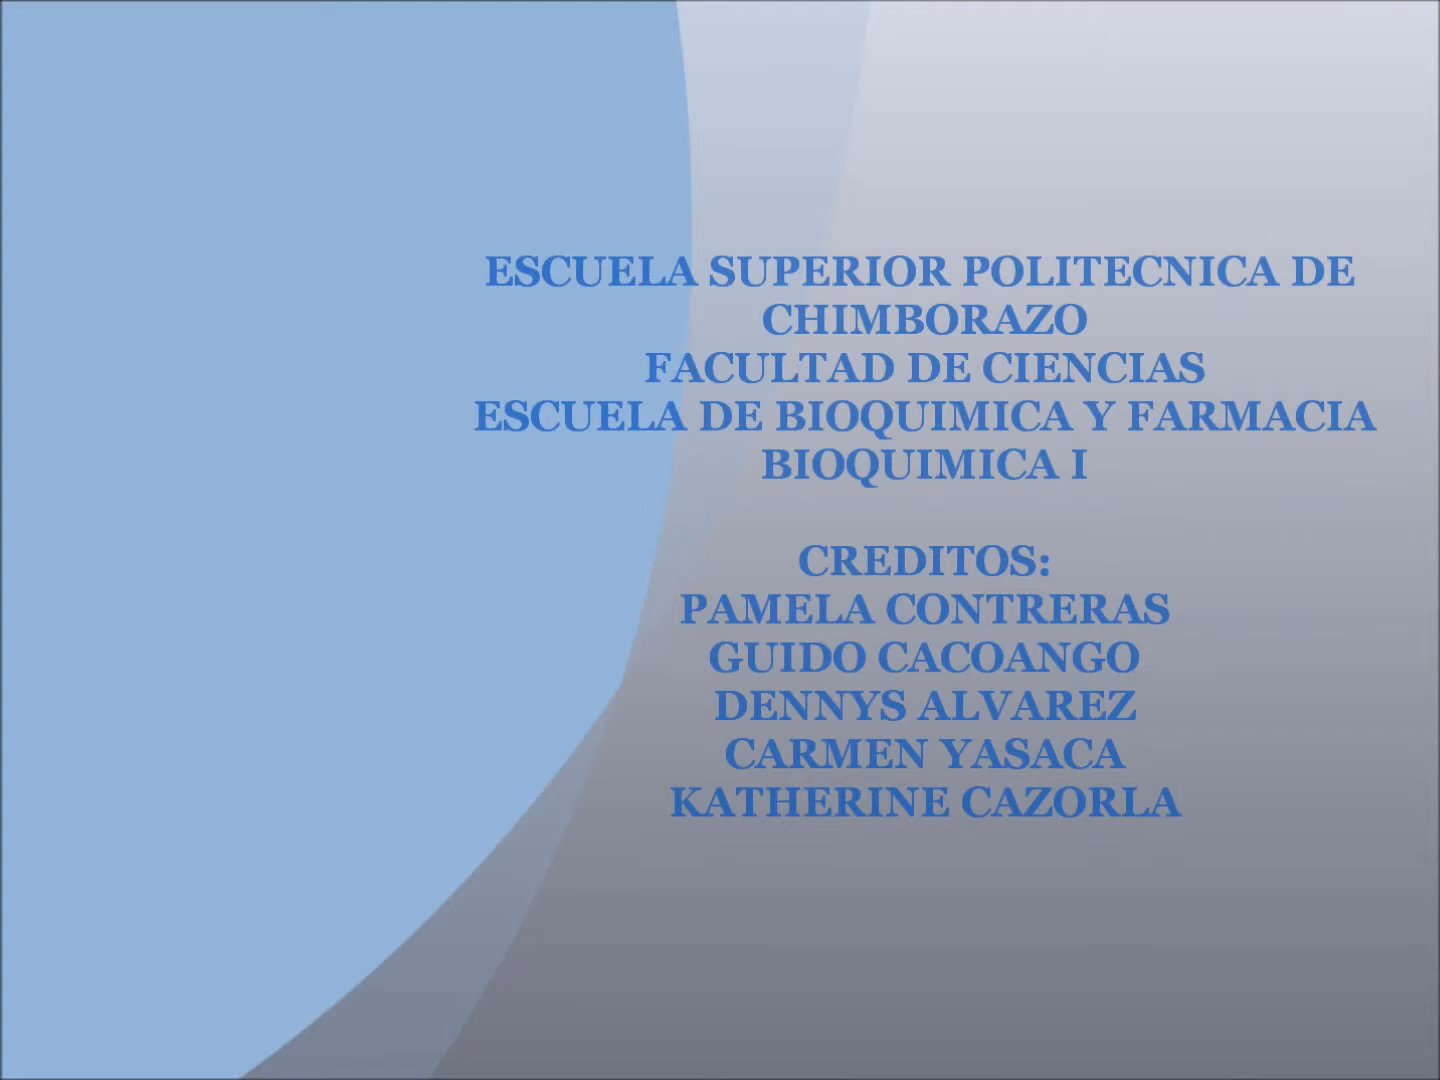 ESCUELA SUPERIOR POLITECNICA DE
CHIMBORAZO
FACULTAD DE CIENCIAS
ESCUELA DE BIOQUIMICA Y FARMACIA
BIOQUIMICA I
CREDITOS:
PAMELA CONTRERAS
GUIDO CACOANGO
DENNYS ALVAREZ
CARMEN YASACA
KATHERINE CAZORLA